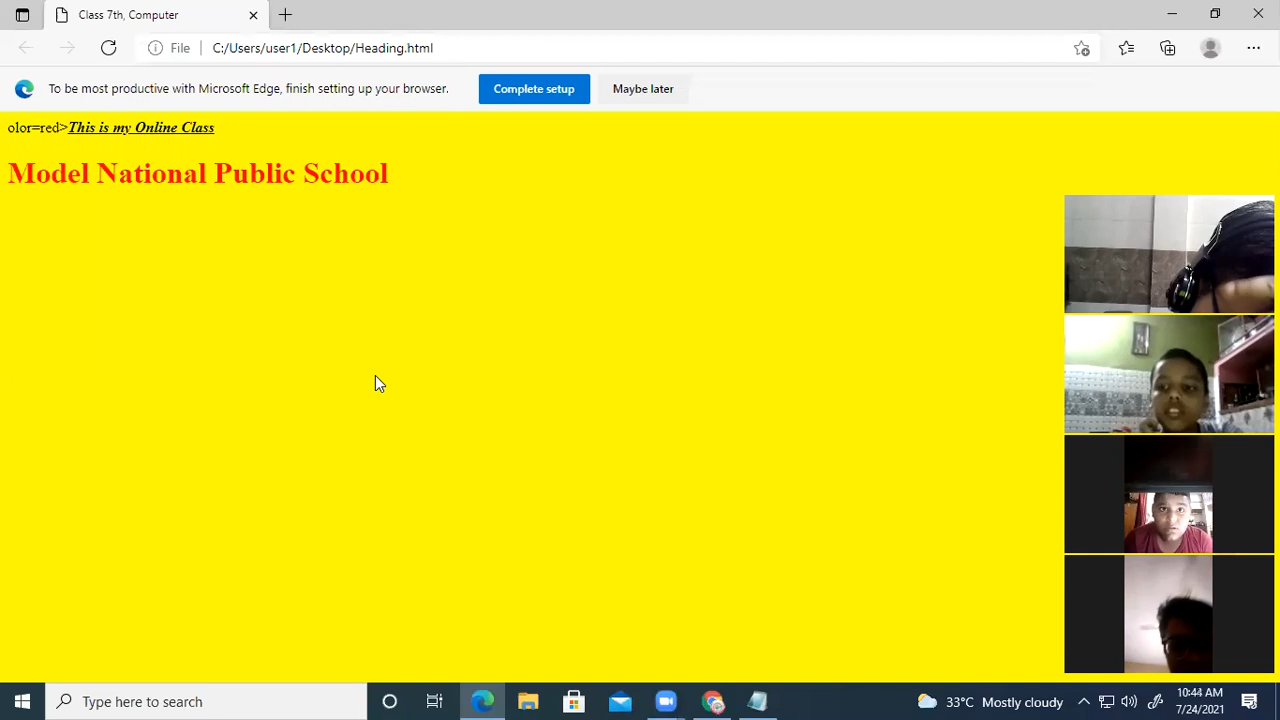 Class 7th, Computer
File C:/Users/user1/Desktop/Heading.html
To be most productive with Microsoft Edge, finish setting up your browser. Complete setup Maybe later
olor=red>This is my Online Class
Model National Public School
Type here to search
33°C Mostly cloudy
10:44 AM
7/24/2021